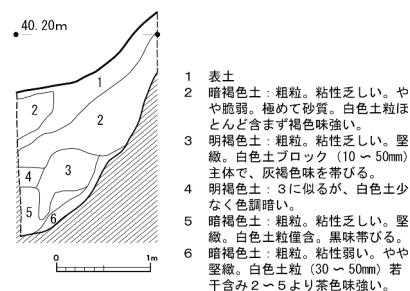 40.20m
1
2
2
3
4
5
6
0
1m
1 表土
2 暗褐色土：粗粒。粘性乏しい。や
や脆弱。極めて砂質。白色土粒ほ
とんど含まず褐色味強い。
3 明褐色土：粗粒。粘性乏しい。堅
緻。白色土ブロック（10～50mm）
主体で、灰褐色味を帯びる。
4 明褐色土：３に似るが、白色土少
なく色調暗い。
5 暗褐色土：粗粒。粘性乏しい。堅
緻。白色土粒僅含。黒味帯びる。
6 暗褐色土：粗粒。粘性弱い。やや
堅緻。白色土粒（30～50mm）若
干含み２～５より茶色味強い。